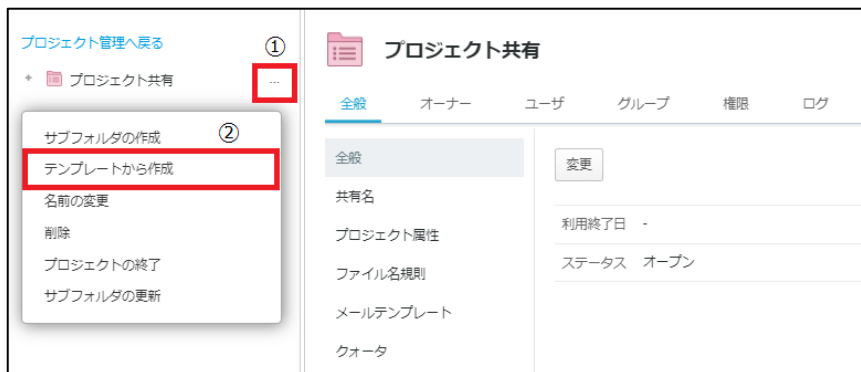 プロジェクト管理へ戻る
①
プロジェクト共有
...
サブフォルダの作成
②
テンプレートから作成
名前の変更
削除
プロジェクトの終了
サブフォルダの更新
プロジェクト共有
全般 オーナー ユーザ グループ 権限 ログ
全般
共有名
プロジェクト属性
ファイル名規則
メールテンプレート
クォータ
変更
利用終了日 -
ステータス オープン